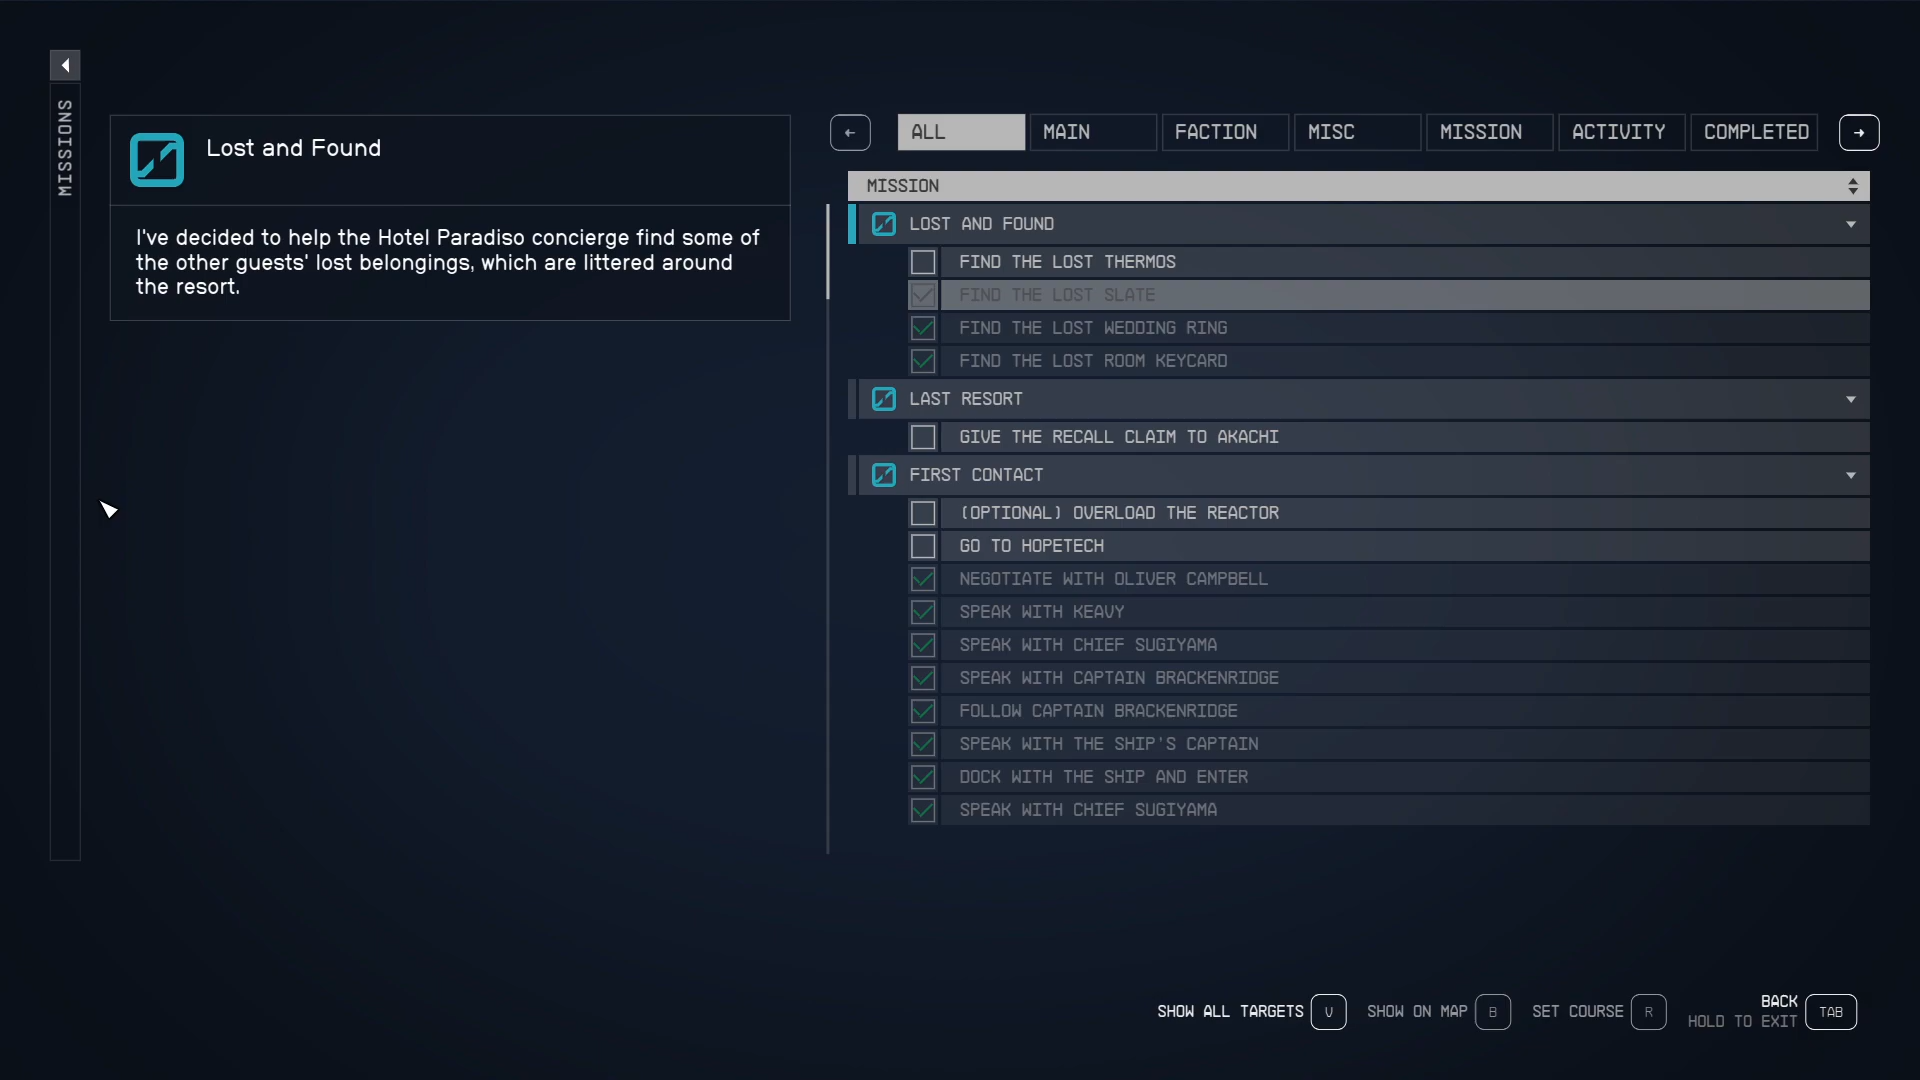 MISSIONS
Lost and Found
I've decided to help the Hotel Paradiso concierge find some of
the other guests' lost belongings, which are littered around
the resort.
ALL
MAIN
FACTION
MISC
MISSION
ACTIVITY
COMPLETED
MISSION
LOST AND FOUND
FIND THE LOST THERMOS
FIND THE LOST SLATE
FIND THE LOST WEDDING RING
FIND THE LOST ROOM KEYCARD
LAST RESORT
GIVE THE RECALL CLAIM TO AKACHI
FIRST CONTACT
(OPTIONAL) OVERLOAD THE REACTOR
GO TO HOPETECH
NEGOTIATE WITH OLIVER CAMPBELL
SPEAK WITH KEAVY
SPEAK WITH CHIEF SUGIYAMA
SPEAK WITH CAPTAIN BRACKENRIDGE
FOLLOW CAPTAIN BRACKENRIDGE
SPEAK WITH THE SHIP'S CAPTAIN
DOCK WITH THE SHIP AND ENTER
SPEAK WITH CHIEF SUGIYAMA
SHOW ALL TARGETS V
SHOW ON MAP B
SET COURSE R
BACK
HOLD TO EXIT
TAB